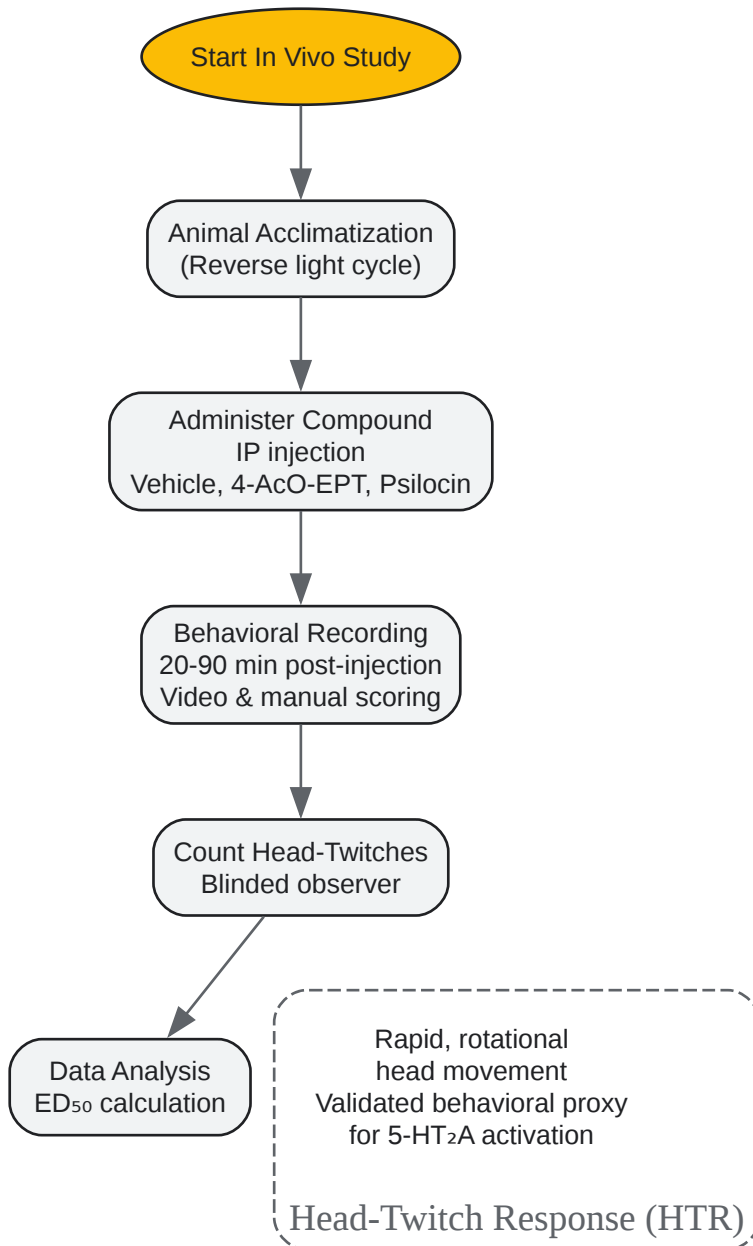 Start In Vivo Study
Animal Acclimatization
(Reverse light cycle)
Administer Compound
IP injection
Vehicle, 4-AcO-EPT, Psilocin
Behavioral Recording
20-90 min post-injection
Video & manual scoring
Count Head-Twitches
Blinded observer
Data Analysis
ED₅₀ calculation
Rapid, rotational
head movement
Validated behavioral proxy
for 5-HT₂A activation
Head-Twitch Response (HTR)